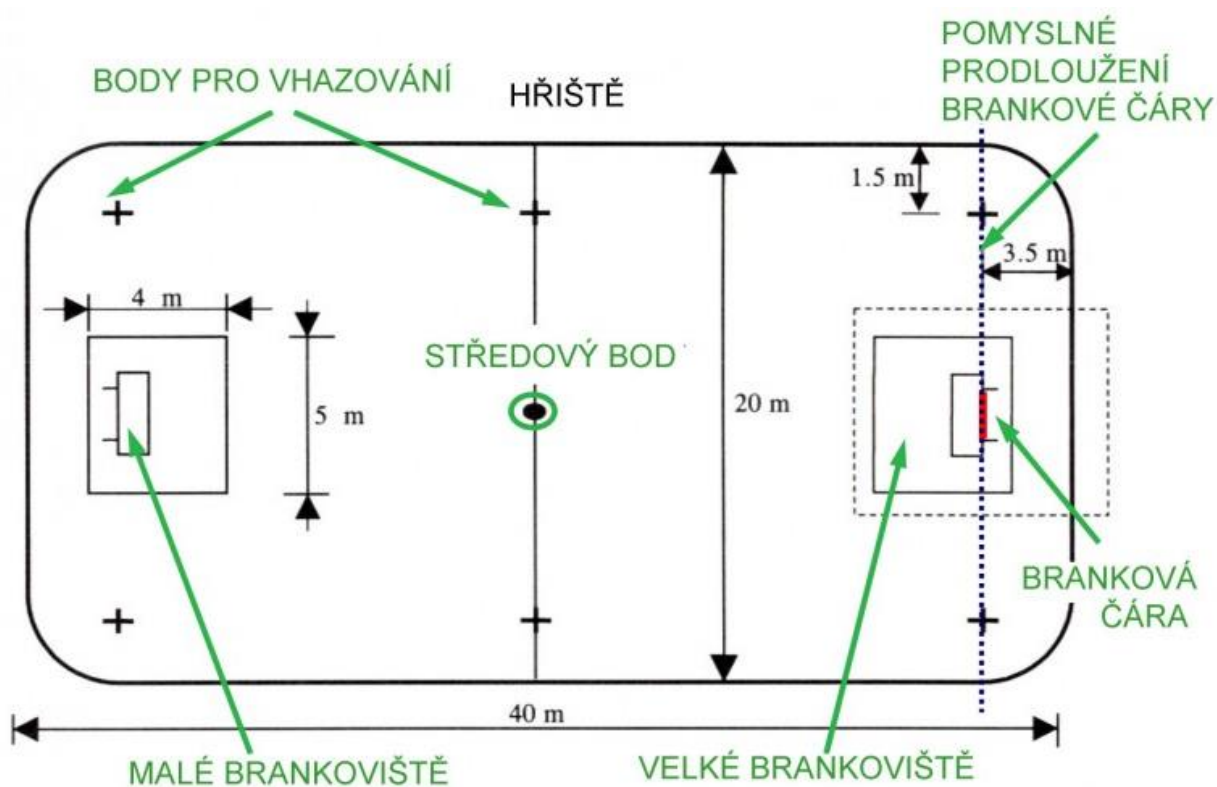 POMYSLNÉ
PRODLOUŽENÍ
BRANKOVÉ ČÁRY
BODY PRO VHAZOVÁNÍ
HŘIŠTĚ
1.5 m
3.5 m
4 m
STŘEDOVÝ BOD
5 m
20 m
BRANKOVÁ
ČÁRA
40 m
MALÉ BRANKOVIŠTĚ
VELKÉ BRANKOVIŠTĚ